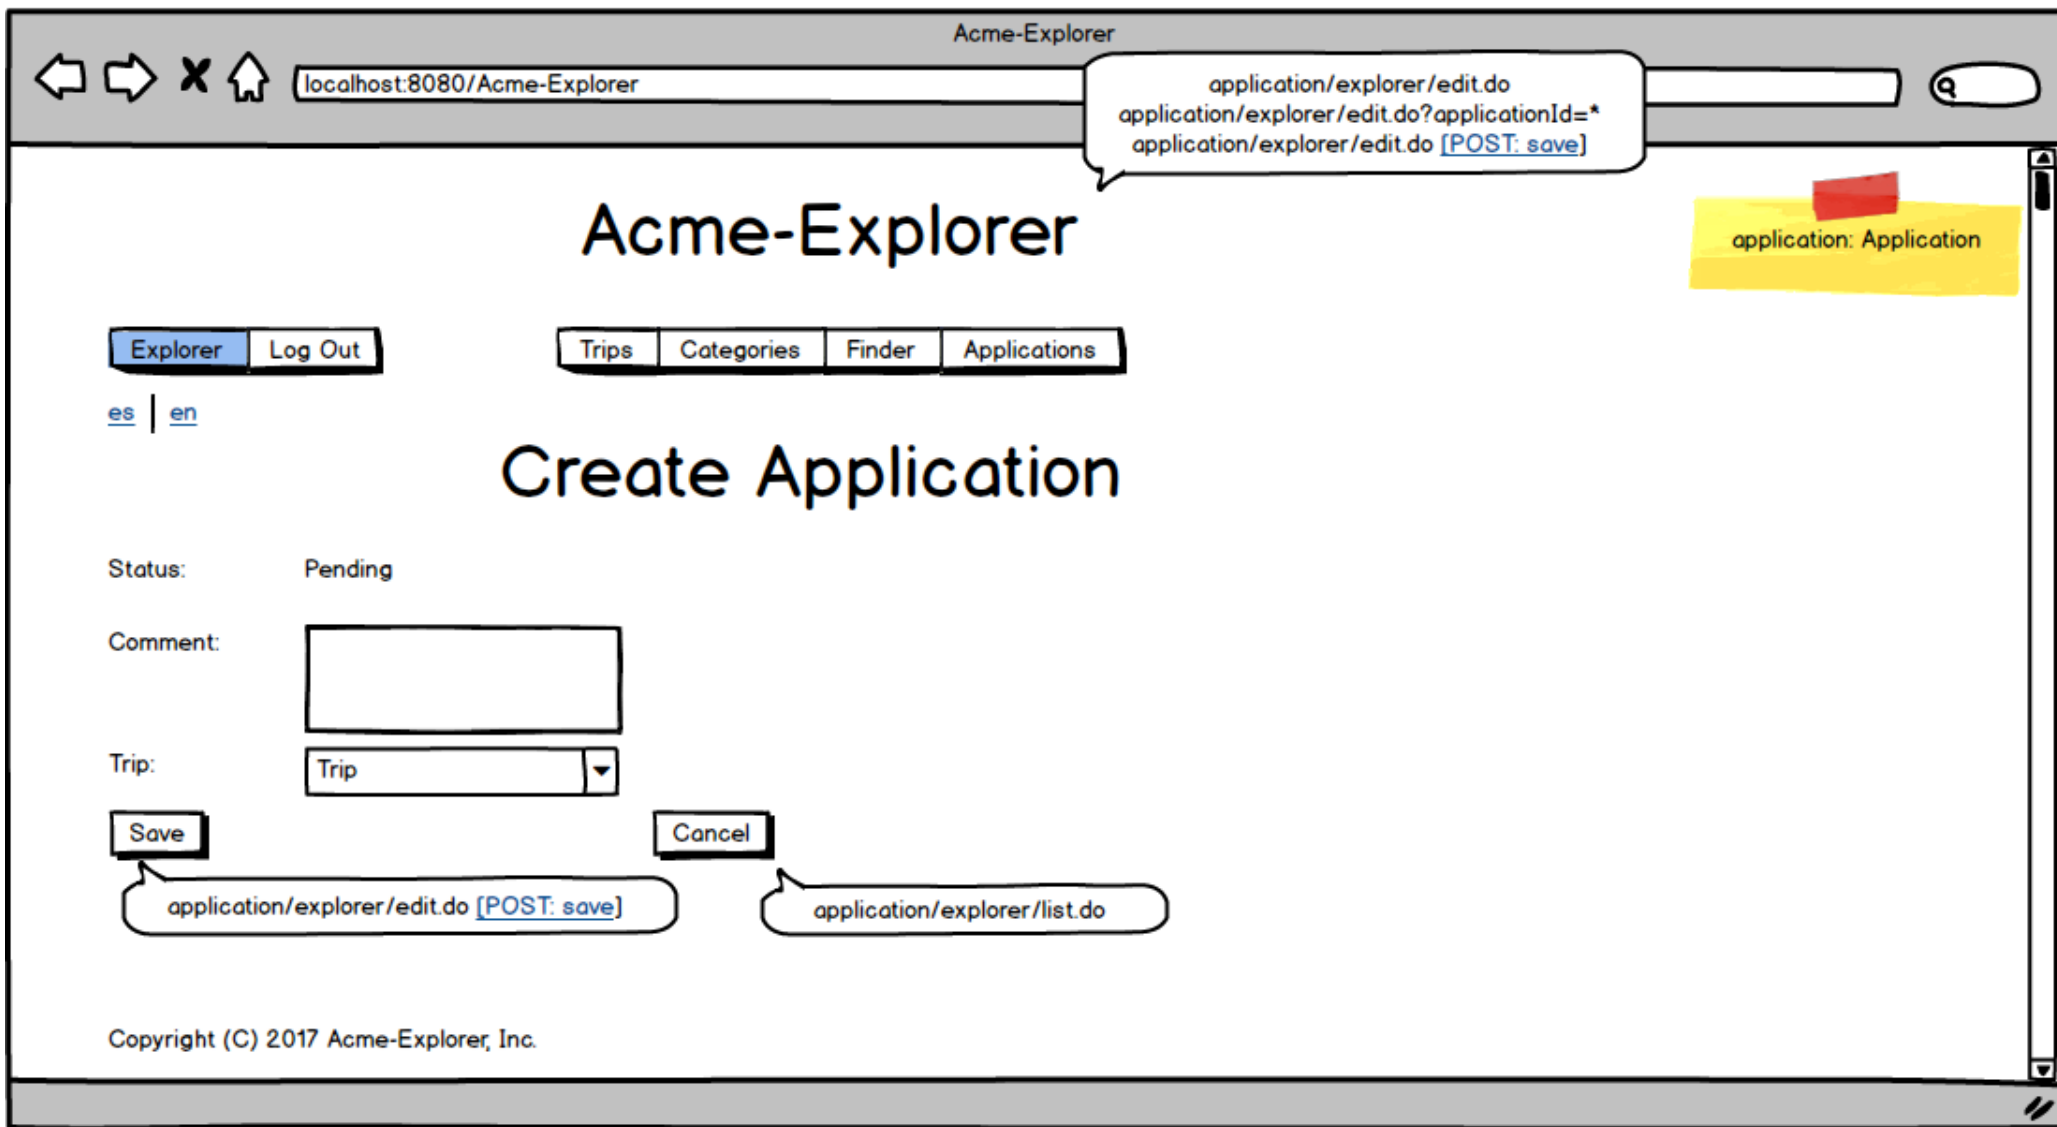 Acme-Explorer
localhost:8080/Acme-Explorer
application/explorer/edit.do
application/explorer/edit.do?applicationId=*
application/explorer/edit.do [POST: save]
Acme-Explorer
application: Application
Explorer Log Out Trips Categories Finder Applications
es en
Create Application
Status: Pending
Comment:
Trip: Trip
Save Cancel
application/explorer/edit.do [POST: save]
application/explorer/list.do
Copyright (C) 2017 Acme-Explorer, Inc.